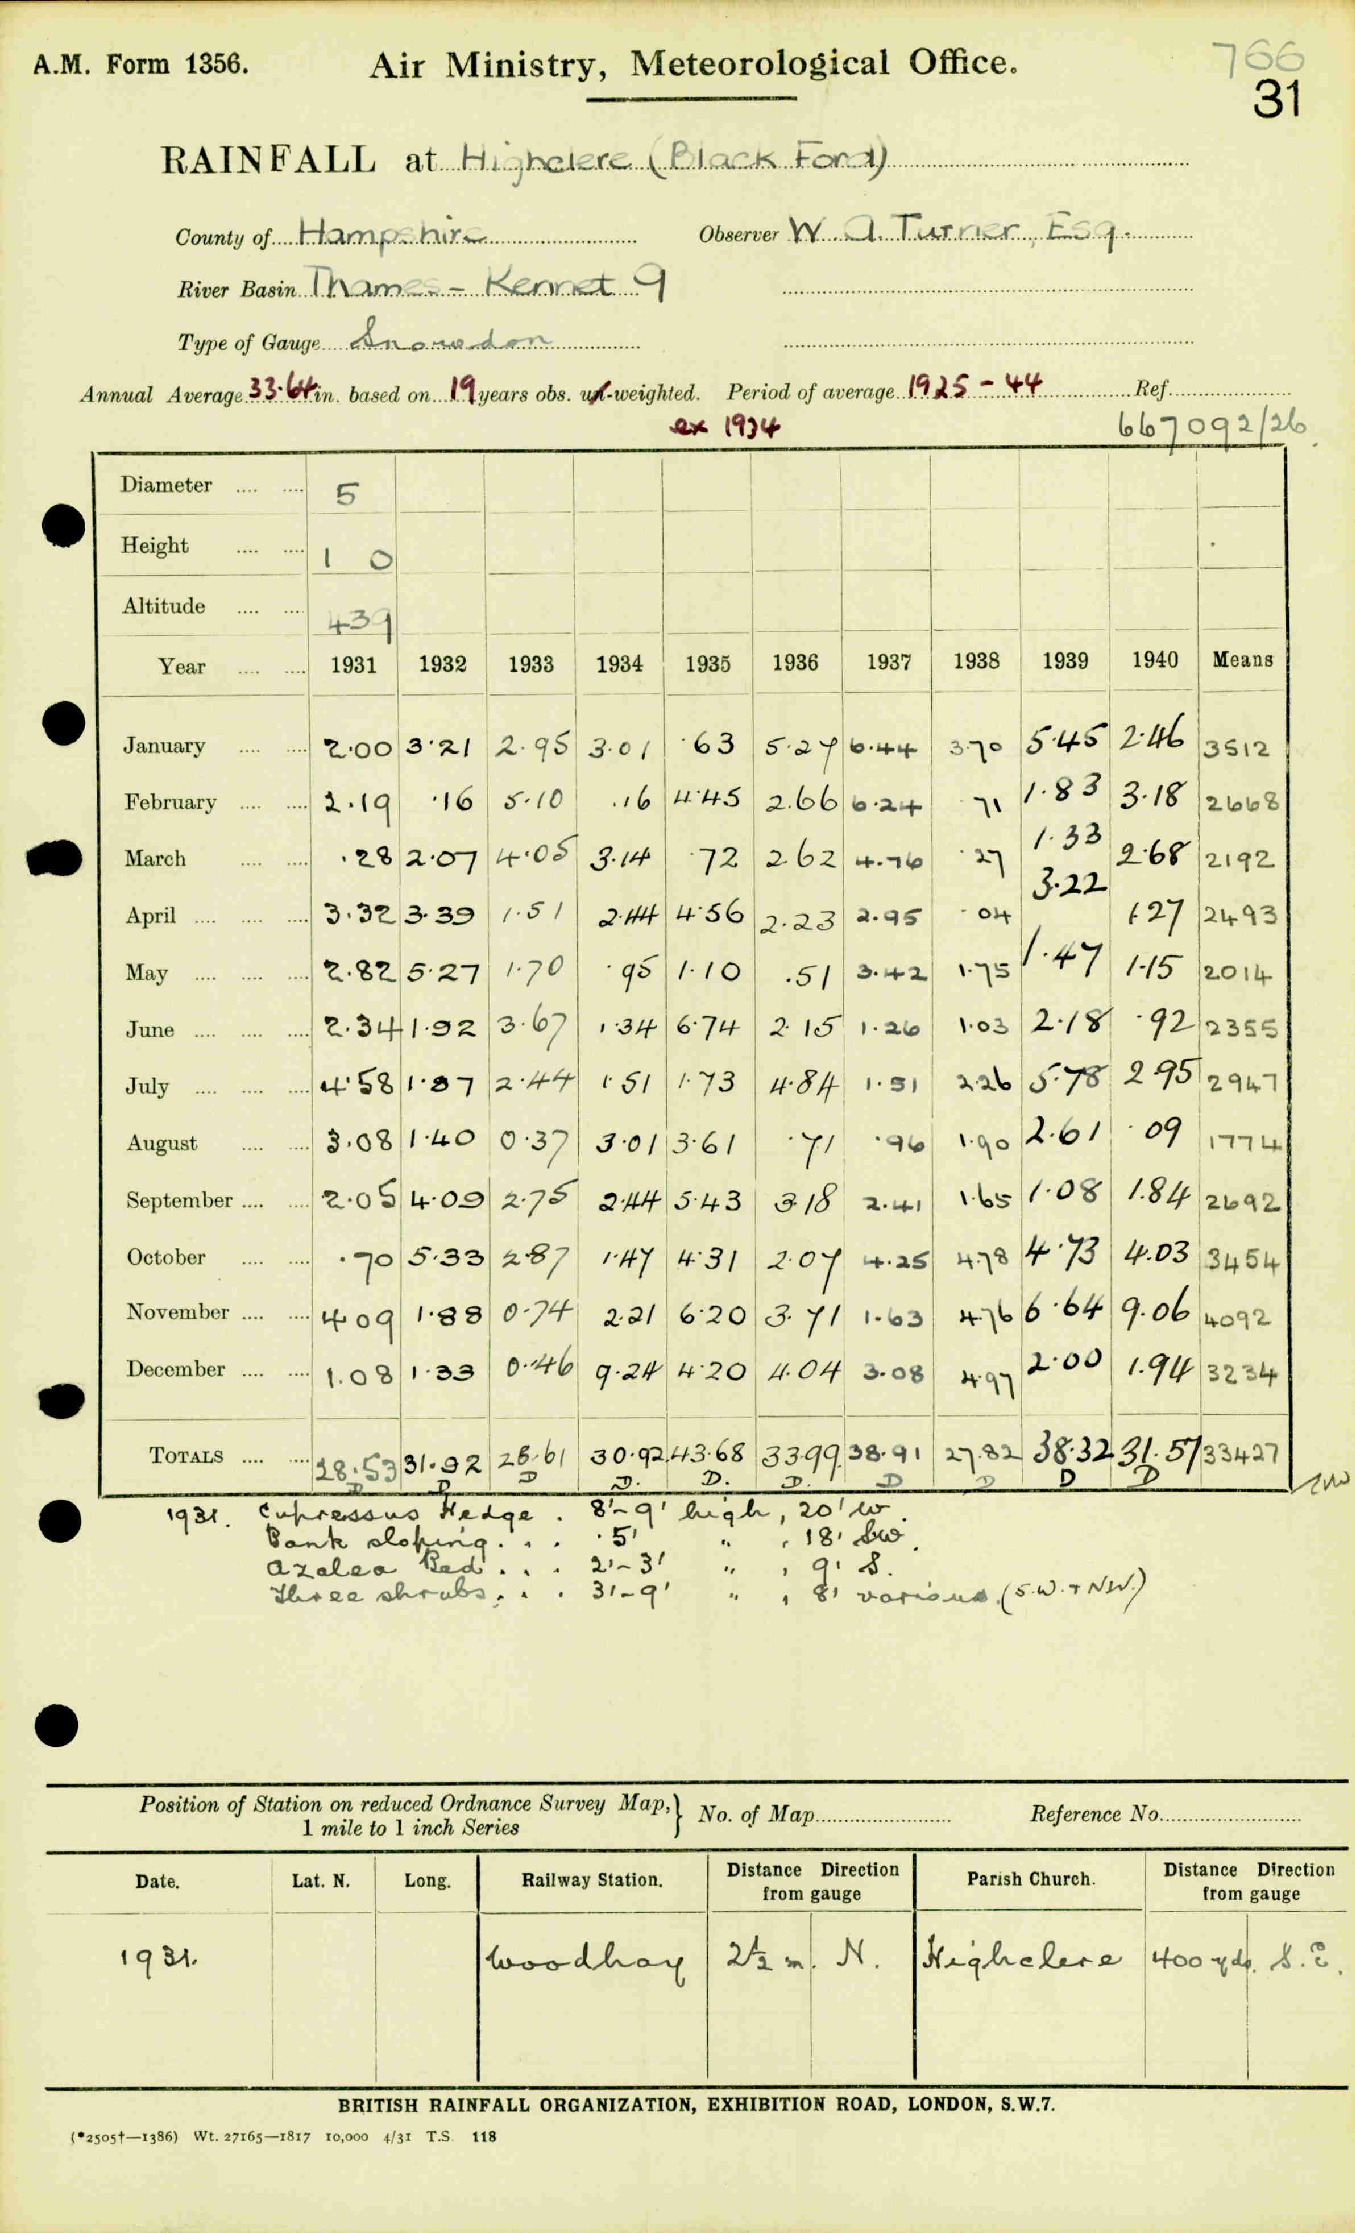 A.M. Form 1356. Air Ministry, Meteorological Office. 766
31
RAINFALL at Highclere (Black Ford)
County of Hampshire Observer W. A. Turner, Esq.
River Basin Thames - Kennet 9
Type of Gauge Snowdon
Annual Average 33.64 in. based on 19 years obs. un-weighted. Period of average 1925-44 Ref.
ex 1934 667092/26
Diameter 5
Height 1 0
Altitude 439
Year 1931 1932 1933 1934 1935 1936 1937 1938 1939 1940 Means
January 2.00 3.21 2.95 3.01 .63 5.27 6.44 3.70 5.45 2.46 3512
February 2.19 .16 5.10 .16 4.45 2.66 6.24 .71 1.83 3.18 2668
March .28 2.07 4.05 3.14 .72 2.62 4.76 .27 1.33 2.68 2192
April 3.32 3.39 1.51 2.44 4.56 2.23 2.95 .04 3.22 1.27 2493
May 2.82 5.27 1.70 .95 1.10 .51 3.42 1.75 1.47 1.15 2014
June 2.34 1.92 3.67 1.34 6.74 2.15 1.26 1.03 2.18 .92 2355
July 4.58 1.87 2.44 1.51 1.73 4.84 1.51 2.26 5.78 2.95 2947
August 3.08 1.40 0.37 3.01 3.61 .71 .96 1.90 2.61 .09 1774
September 2.05 4.09 2.75 2.44 5.43 3.18 2.41 1.65 1.08 1.84 2692
October .70 5.33 2.87 1.47 4.31 2.07 4.25 4.78 4.73 4.03 3454
November 4.09 1.88 0.74 2.21 6.20 3.71 1.63 4.76 6.64 9.06 4092
December 1.08 1.33 0.46 9.24 4.20 4.04 3.08 4.97 2.00 1.94 3234
TOTALS 28.53 31.92 28.61 30.92 43.68 33.99 38.91 27.82 38.32 31.57 33427
D D D D. D. D. D D D D
1931. Cupressus Hedge . 8'-9' high, 20' W.
Bank sloping . . . 5' " , 18' SW.
Azalea Bed . . . 2'-3' " , 9' S.
Three shrubs . . . 3'-9' " , 8' various (S.W. + N.W.)
Position of Station on reduced Ordnance Survey Map,} No. of Map Reference No.
1 mile to 1 inch Series
Date. Lat. N. Long. Railway Station. Distance Direction from gauge Parish Church. Distance Direction from gauge
1931. Woodhay 2½ m. N. Highclere 400 yds. S.E.
BRITISH RAINFALL ORGANIZATION, EXHIBITION ROAD, LONDON, S.W.7.
(*2505†—1386) Wt. 27165—1817 10,000 4/31 T.S. 118